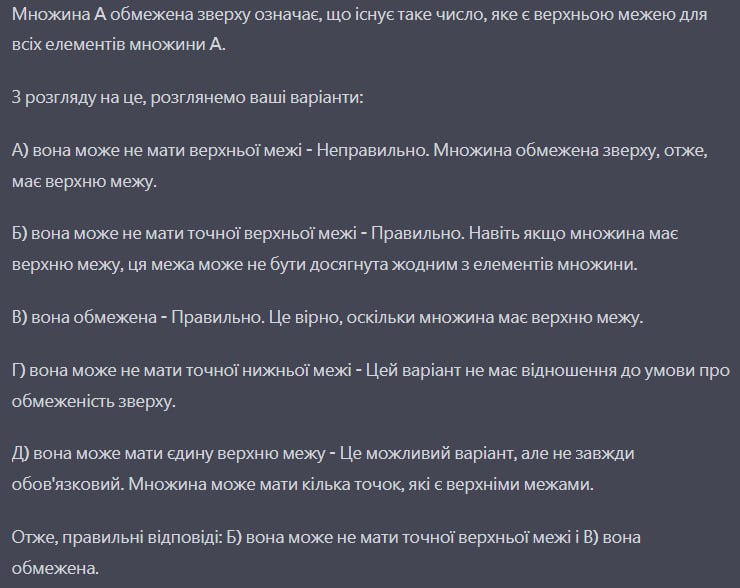 Множина A обмежена зверху означає, що існує таке число, яке є верхньою межею для
всіх елементів множини A.
З розгляду на це, розглянемо ваші варіанти:
А) вона може не мати верхньої межі - Неправильно. Множина обмежена зверху, отже,
має верхню межу.
Б) вона може не мати точної верхньої межі - Правильно. Навіть якщо множина має
верхню межу, ця межа може не бути досягнута жодним з елементів множини.
В) вона обмежена - Правильно. Це вірно, оскільки множина має верхню межу.
Г) вона може не мати точної нижньої межі - Цей варіант не має відношення до умови про
обмеженість зверху.
Д) вона може мати єдину верхню межу - Це можливий варіант, але не завжди
обов'язковий. Множина може мати кілька точок, які є верхніми межами.
Отже, правильні відповіді: Б) вона може не мати точної верхньої межі і В) вона
обмежена.